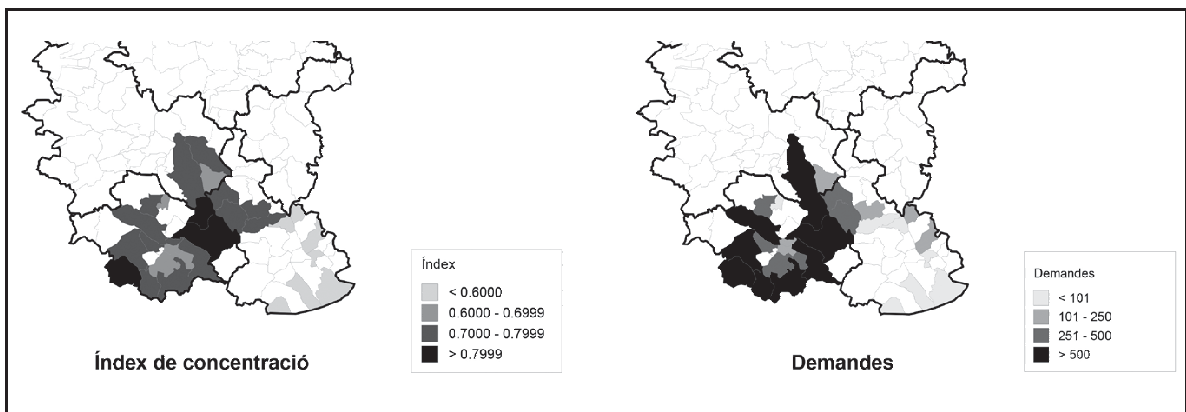 Índex
< 0.6000
0.6000 - 0.6999
0.7000 - 0.7999
> 0.7999
Índex de concentració
Demandes
< 101
101 - 250
251 - 500
> 500
Demandes